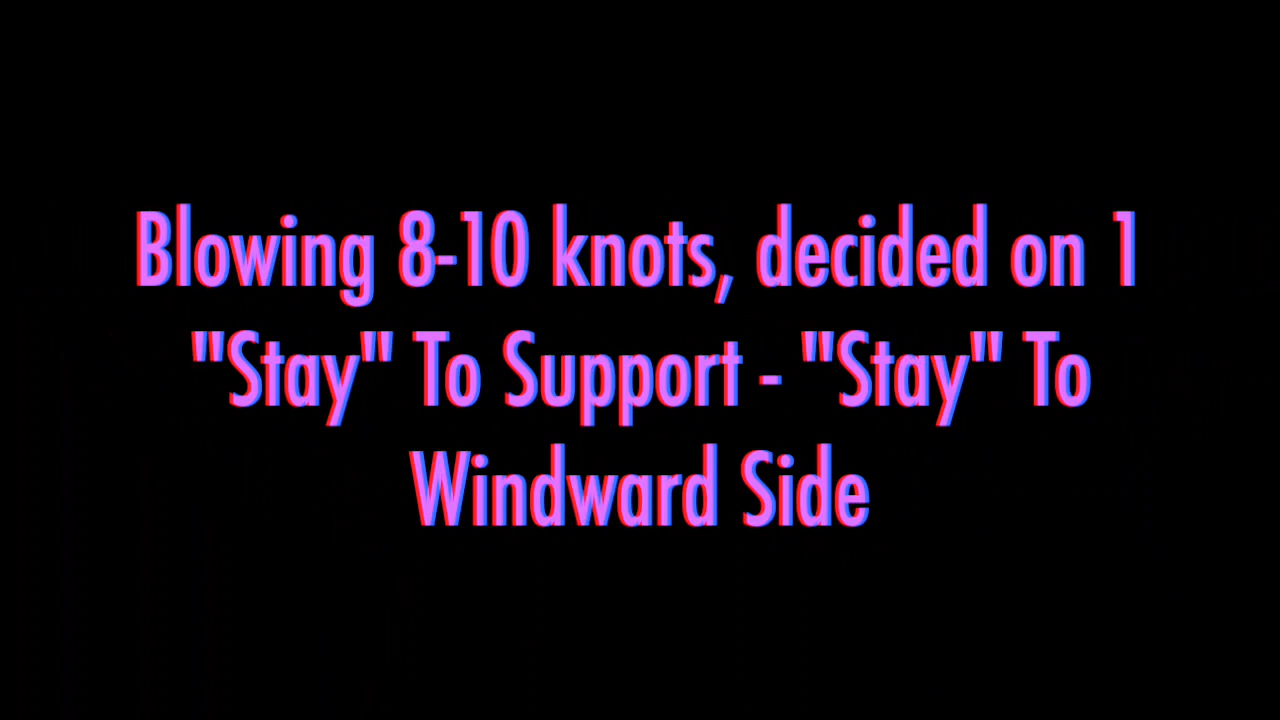 Blowing 8-10 knots, decided on 1
"Stay" To Support - "Stay" To
Windward Side